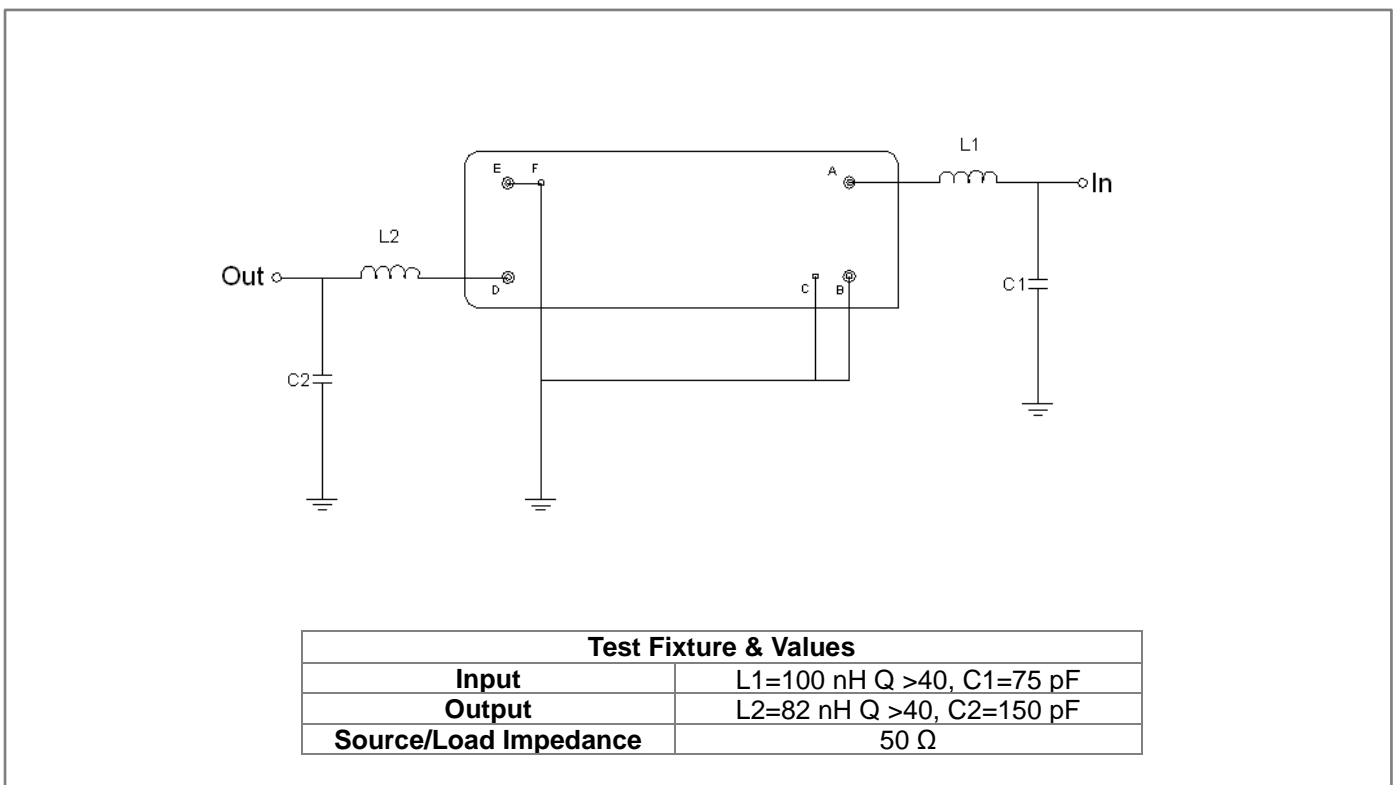 L1
E F
A
In
L2
Out
D
C B
C1
C2
Test Fixture & Values
Input L1=100 nH Q >40, C1=75 pF
Output L2=82 nH Q >40, C2=150 pF
Source/Load Impedance 50 Ω